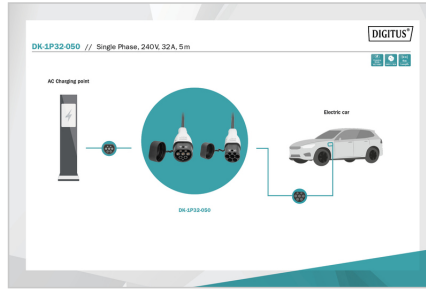 DIGITUS®
DK-1P32-050 // Single Phase, 240V, 32A, 5m
AC Charging point
Electric car
DK-1P32-050